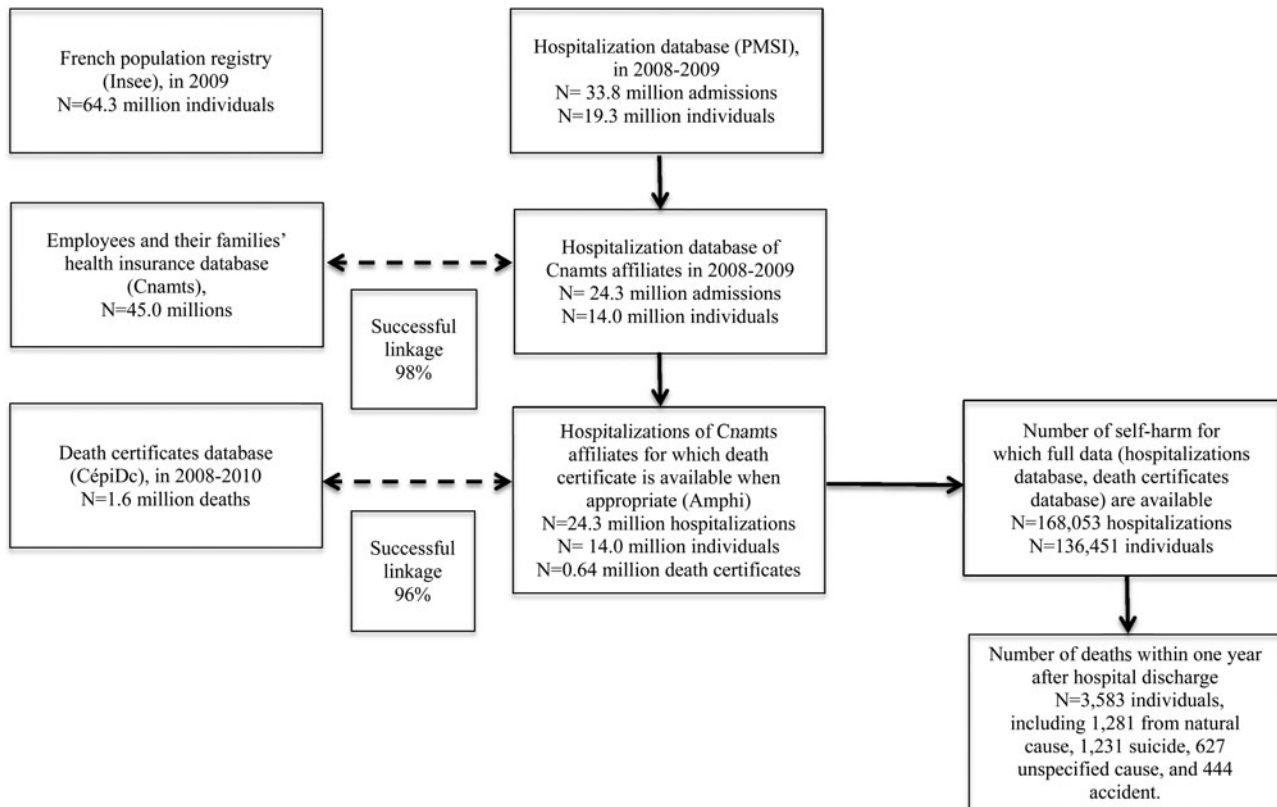 French population registry
(Insee), in 2009
N=64.3 million individuals
Hospitalization database (PMSI),
in 2008-2009
N= 33.8 million admissions
N=19.3 million individuals
Employees and their families’
health insurance database
(Cnamts),
N=45.0 millions
Successful
linkage
98%
Hospitalization database of
Cnamts affiliates in 2008-2009
N= 24.3 million admissions
N=14.0 million individuals
Death certificates database
(CépiDc), in 2008-2010
N=1.6 million deaths
Successful
linkage
96%
Hospitalizations of Cnamts
affiliates for which death
certificate is available when
appropriate (Amphi)
N=24.3 million hospitalizations
N= 14.0 million individuals
N=0.64 million death certificates
Number of self-harm for
which full data (hospitalizations
database, death certificates
database) are available
N=168,053 hospitalizations
N=136,451 individuals
Number of deaths within one year
after hospital discharge
N=3,583 individuals,
including 1,281 from natural
cause, 1,231 suicide, 627
unspecified cause, and 444
accident.